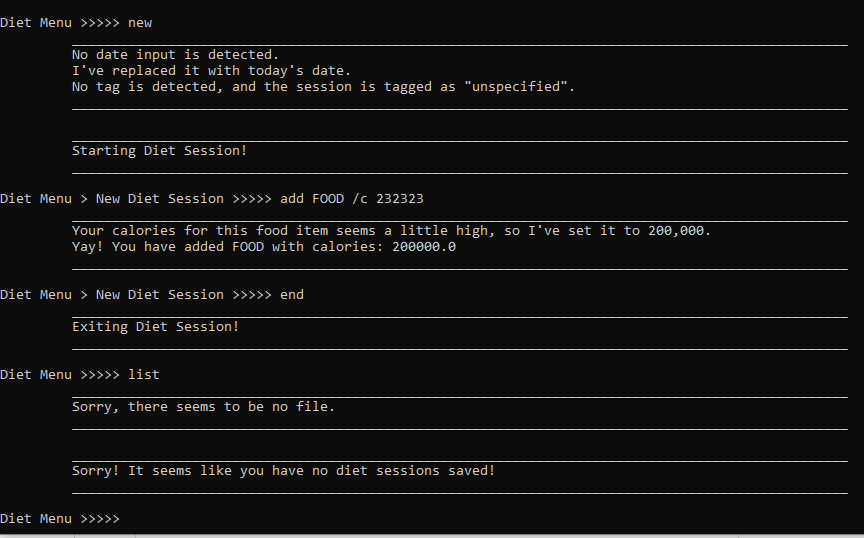 Diet Menu >>>>> new
No date input is detected.
I've replaced it with today's date.
No tag is detected, and the session is tagged as "unspecified".
Starting Diet Session!
Diet Menu > New Diet Session >>>>> add FOOD /c 232323
Your calories for this food item seems a little high, so I've set it to 200,000.
Yay! You have added FOOD with calories: 200000.0
Diet Menu > New Diet Session >>>>> end
Exiting Diet Session!
Diet Menu >>>>> list
Sorry, there seems to be no file.
Sorry! It seems like you have no diet sessions saved!
Diet Menu >>>>>